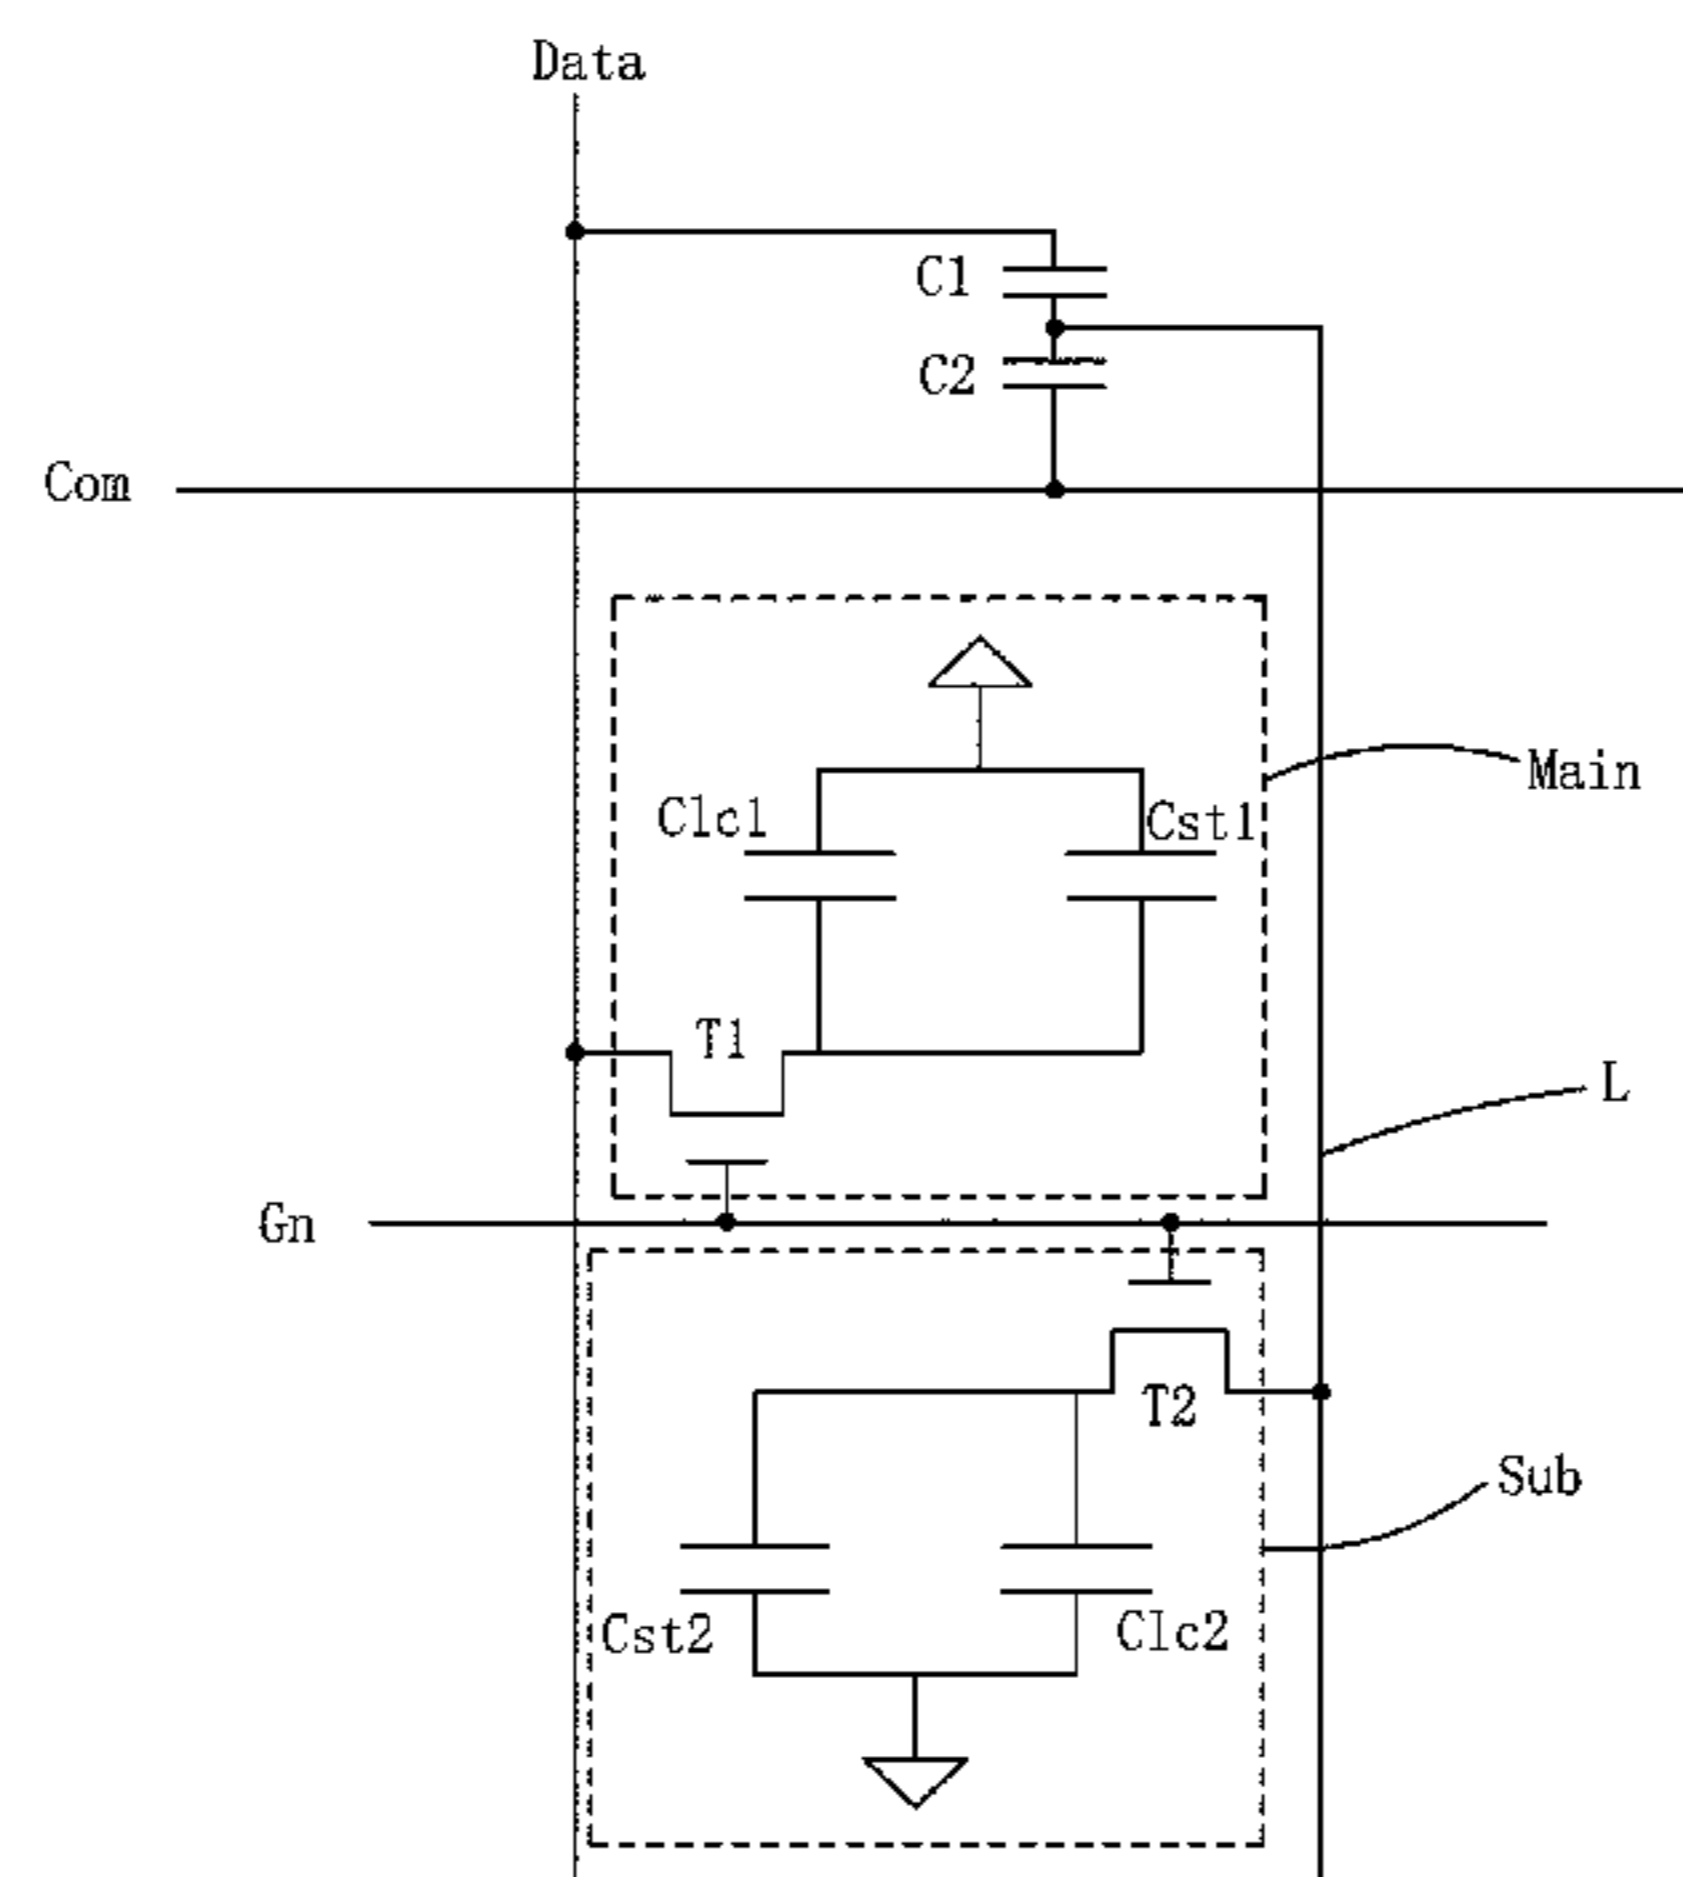 Data
C1
C2
Com
Main
Clc1
Cst1
T1
L
Gn
T2
Sub
Cst2
Clc2